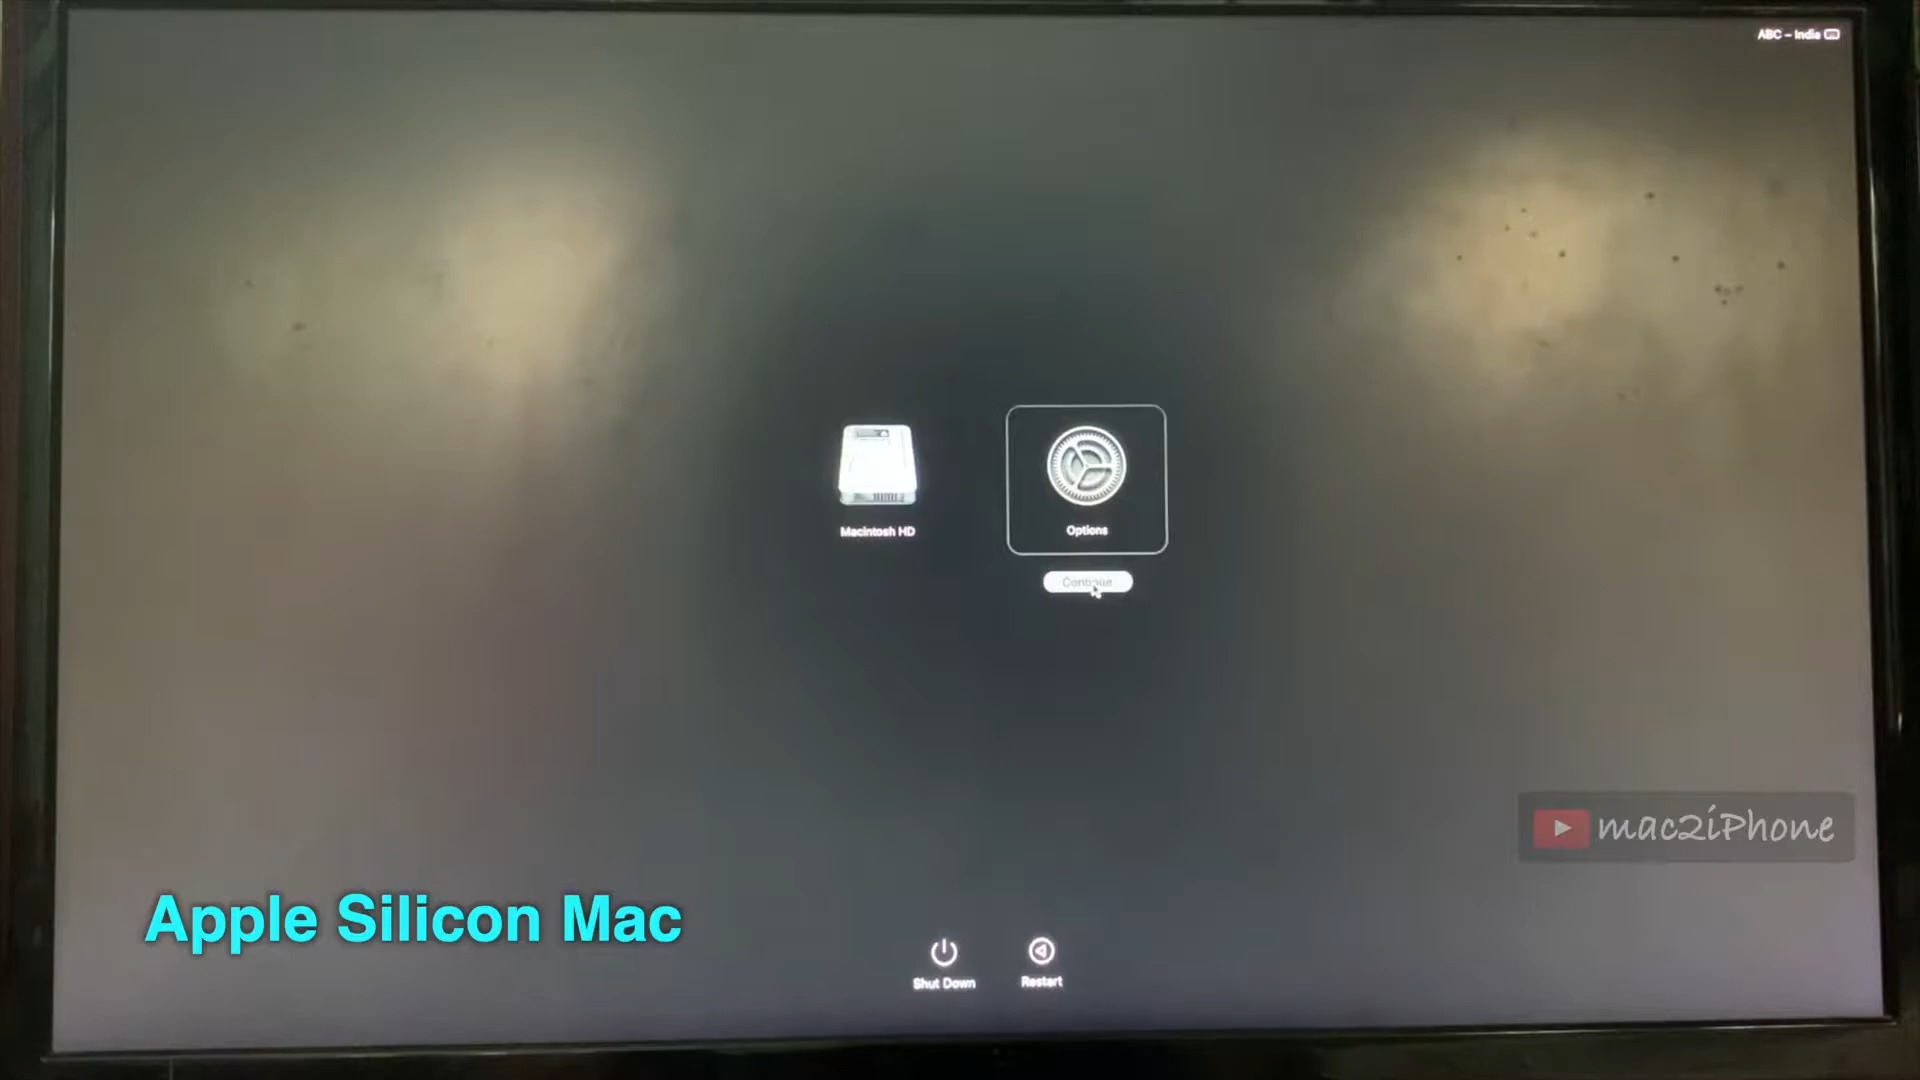 ABC – India
Macintosh HD
Options
Continue
mac2iPhone
Apple Silicon Mac
Shut Down
Restart